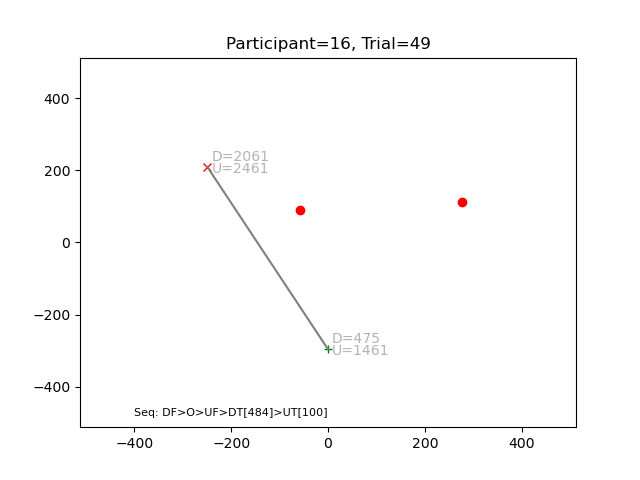 Participant=16, Trial=49
400
200
0
−200
−400
D=2061
U=2461
D=475
U=1461
Seq: DF>O>UF>DT[484]>UT[100]
−400 −200 0 200 400